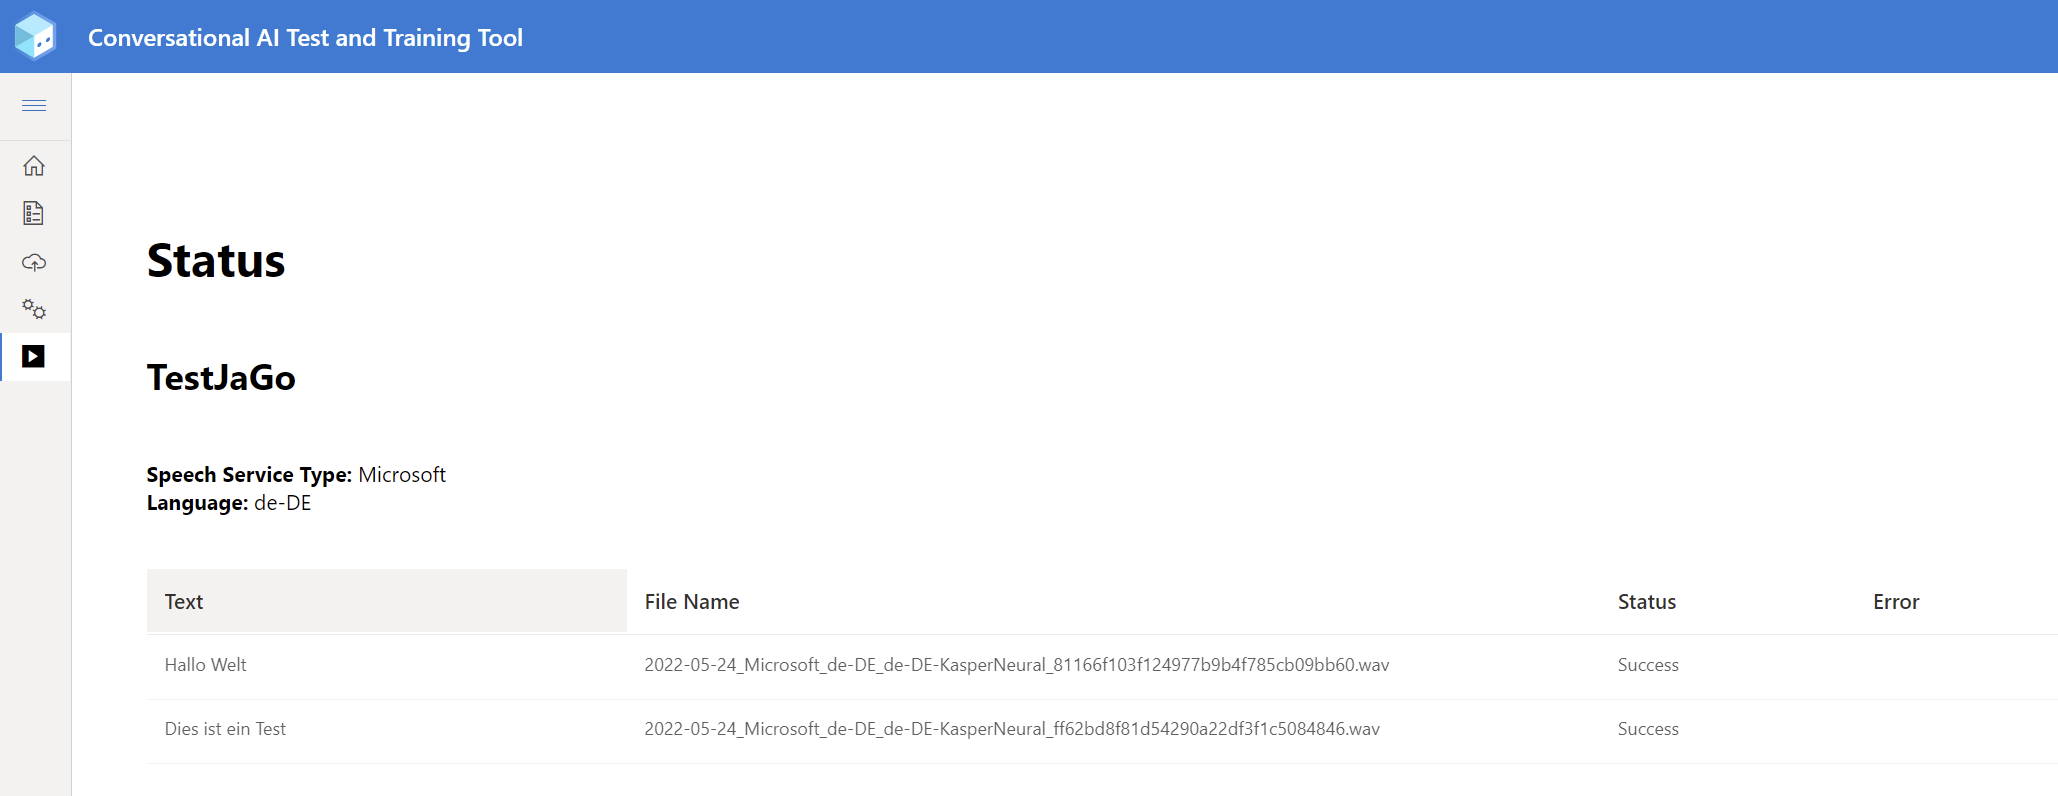 Conversational AI Test and Training Tool
Status
TestJaGo
Speech Service Type: Microsoft
Language: de-DE
Text File Name Status Error
Hallo Welt 2022-05-24_Microsoft_de-DE_de-DE-KasperNeural_81166f103f124977b9b4f785cb09bb60.wav Success
Dies ist ein Test 2022-05-24_Microsoft_de-DE_de-DE-KasperNeural_ff62bd8f81d54290a22df3f1c5084846.wav Success